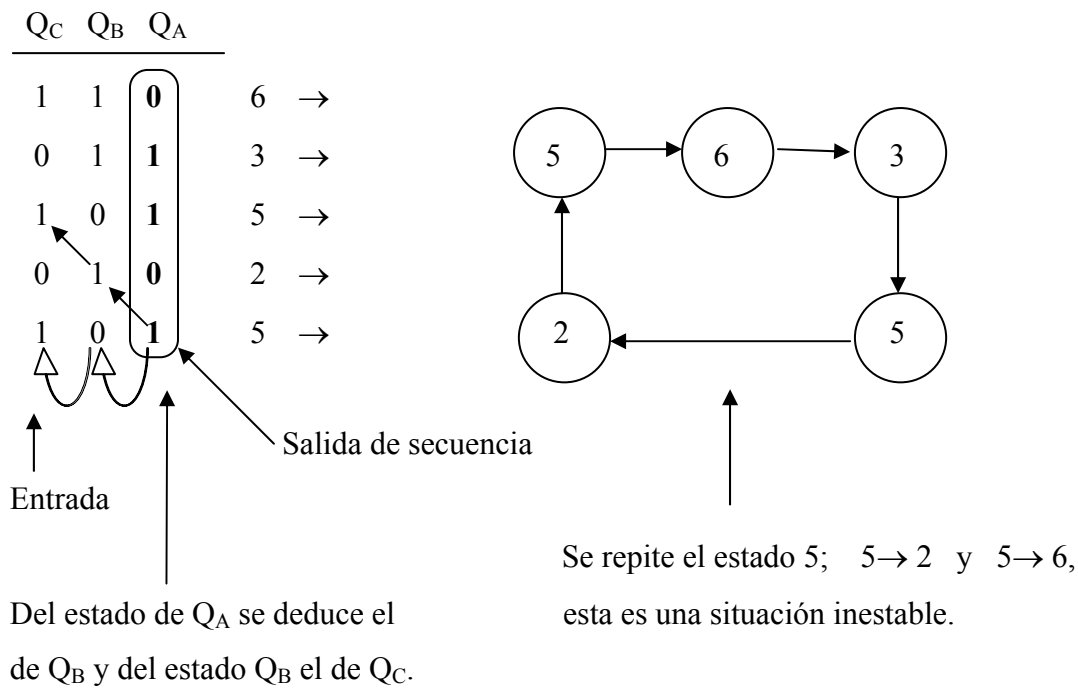 Q_C Q_B Q_A
1 1 0 6 →
0 1 1 3 →
1 0 1 5 →
0 1 0 2 →
1 0 1 5 →
5 6 3
2 5
Salida de secuencia
Entrada
Del estado de Q_A se deduce el
de Q_B y del estado Q_B el de Q_C.
Se repite el estado 5; 5→ 2 y 5→ 6,
esta es una situación inestable.